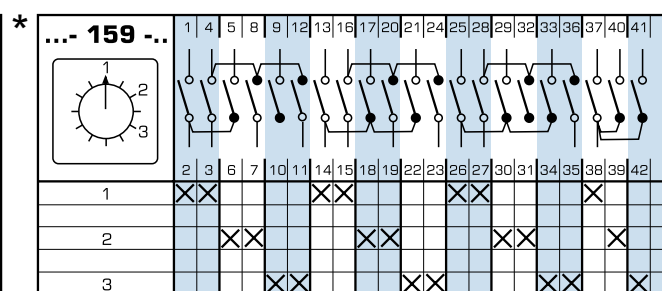 *
...- 159 -..
1 4 5 8 9 12 13 16 17 20 21 24 25 28 29 32 33 36 37 40 41
1
2
3
2 3 6 7 10 11 14 15 18 19 22 23 26 27 30 31 34 35 38 39 42
1 X X X X X X X
2 X X X X X X X
3 X X X X X X X